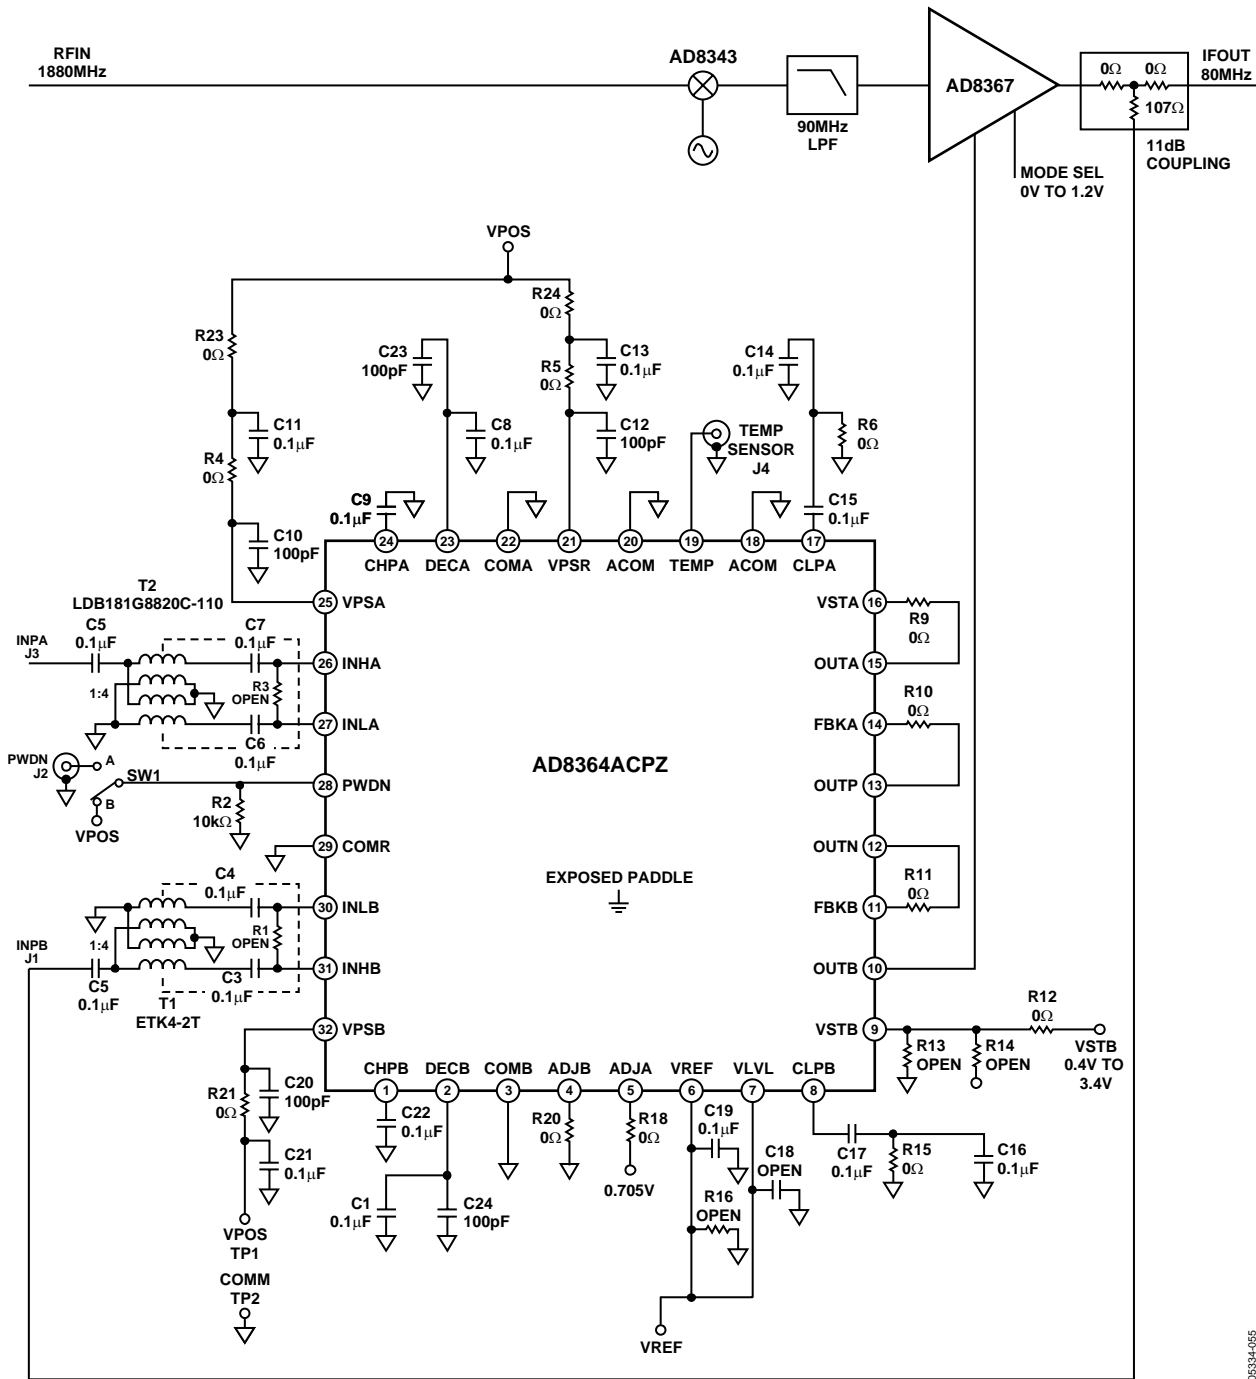 RFIN
1880MHz
AD8343
90MHz
LPF
AD8367
MODE SEL
0V TO 1.2V
0Ω
0Ω
107Ω
11dB
COUPLING
IFOUT
80MHz
VPOS
R23
0Ω
C11
0.1µF
R4
0Ω
C10
100pF
C23
100pF
C8
0.1µF
C9
0.1µF
R24
0Ω
C13
0.1µF
R5
0Ω
C12
100pF
TEMP
SENSOR
J4
C14
0.1µF
R6
0Ω
C15
0.1µF
24
23
22
21
20
19
18
17
CHPA
DECA
COMA
VPSR
ACOM
TEMP
ACOM
CLPA
T2
LDB181G8820C-110
INPA
J3
C5
0.1µF
C7
0.1µF
1:4
R3
OPEN
C6
0.1µF
PWDN
J2
A
SW1
B
VPOS
R2
10kΩ
C4
0.1µF
1:4
R1
OPEN
INPB
J1
C5
0.1µF
C3
0.1µF
T1
ETK4-2T
25
VPSA
26
INHA
27
INLA
28
PWDN
29
COMR
30
INLB
31
INHB
32
VPSB
AD8364ACPZ
EXPOSED PADDLE
VSTA
16
R9
0Ω
OUTA
15
FBKA
14
R10
0Ω
OUTP
13
OUTN
12
R11
0Ω
FBKB
11
OUTB
10
VSTB
9
R12
0Ω
R13
OPEN
R14
OPEN
VSTB
0.4V TO
3.4V
CHPB
DECB
COMB
ADJB
ADJA
VREF
VLVL
CLPB
1
2
3
4
5
6
7
8
R21
0Ω
C20
100pF
C21
0.1µF
VPOS
TP1
COMM
TP2
C22
0.1µF
C1
0.1µF
C24
100pF
R20
0Ω
R18
0Ω
0.705V
C19
0.1µF
C18
OPEN
R16
OPEN
VREF
C17
0.1µF
R15
0Ω
C16
0.1µF
05334-055